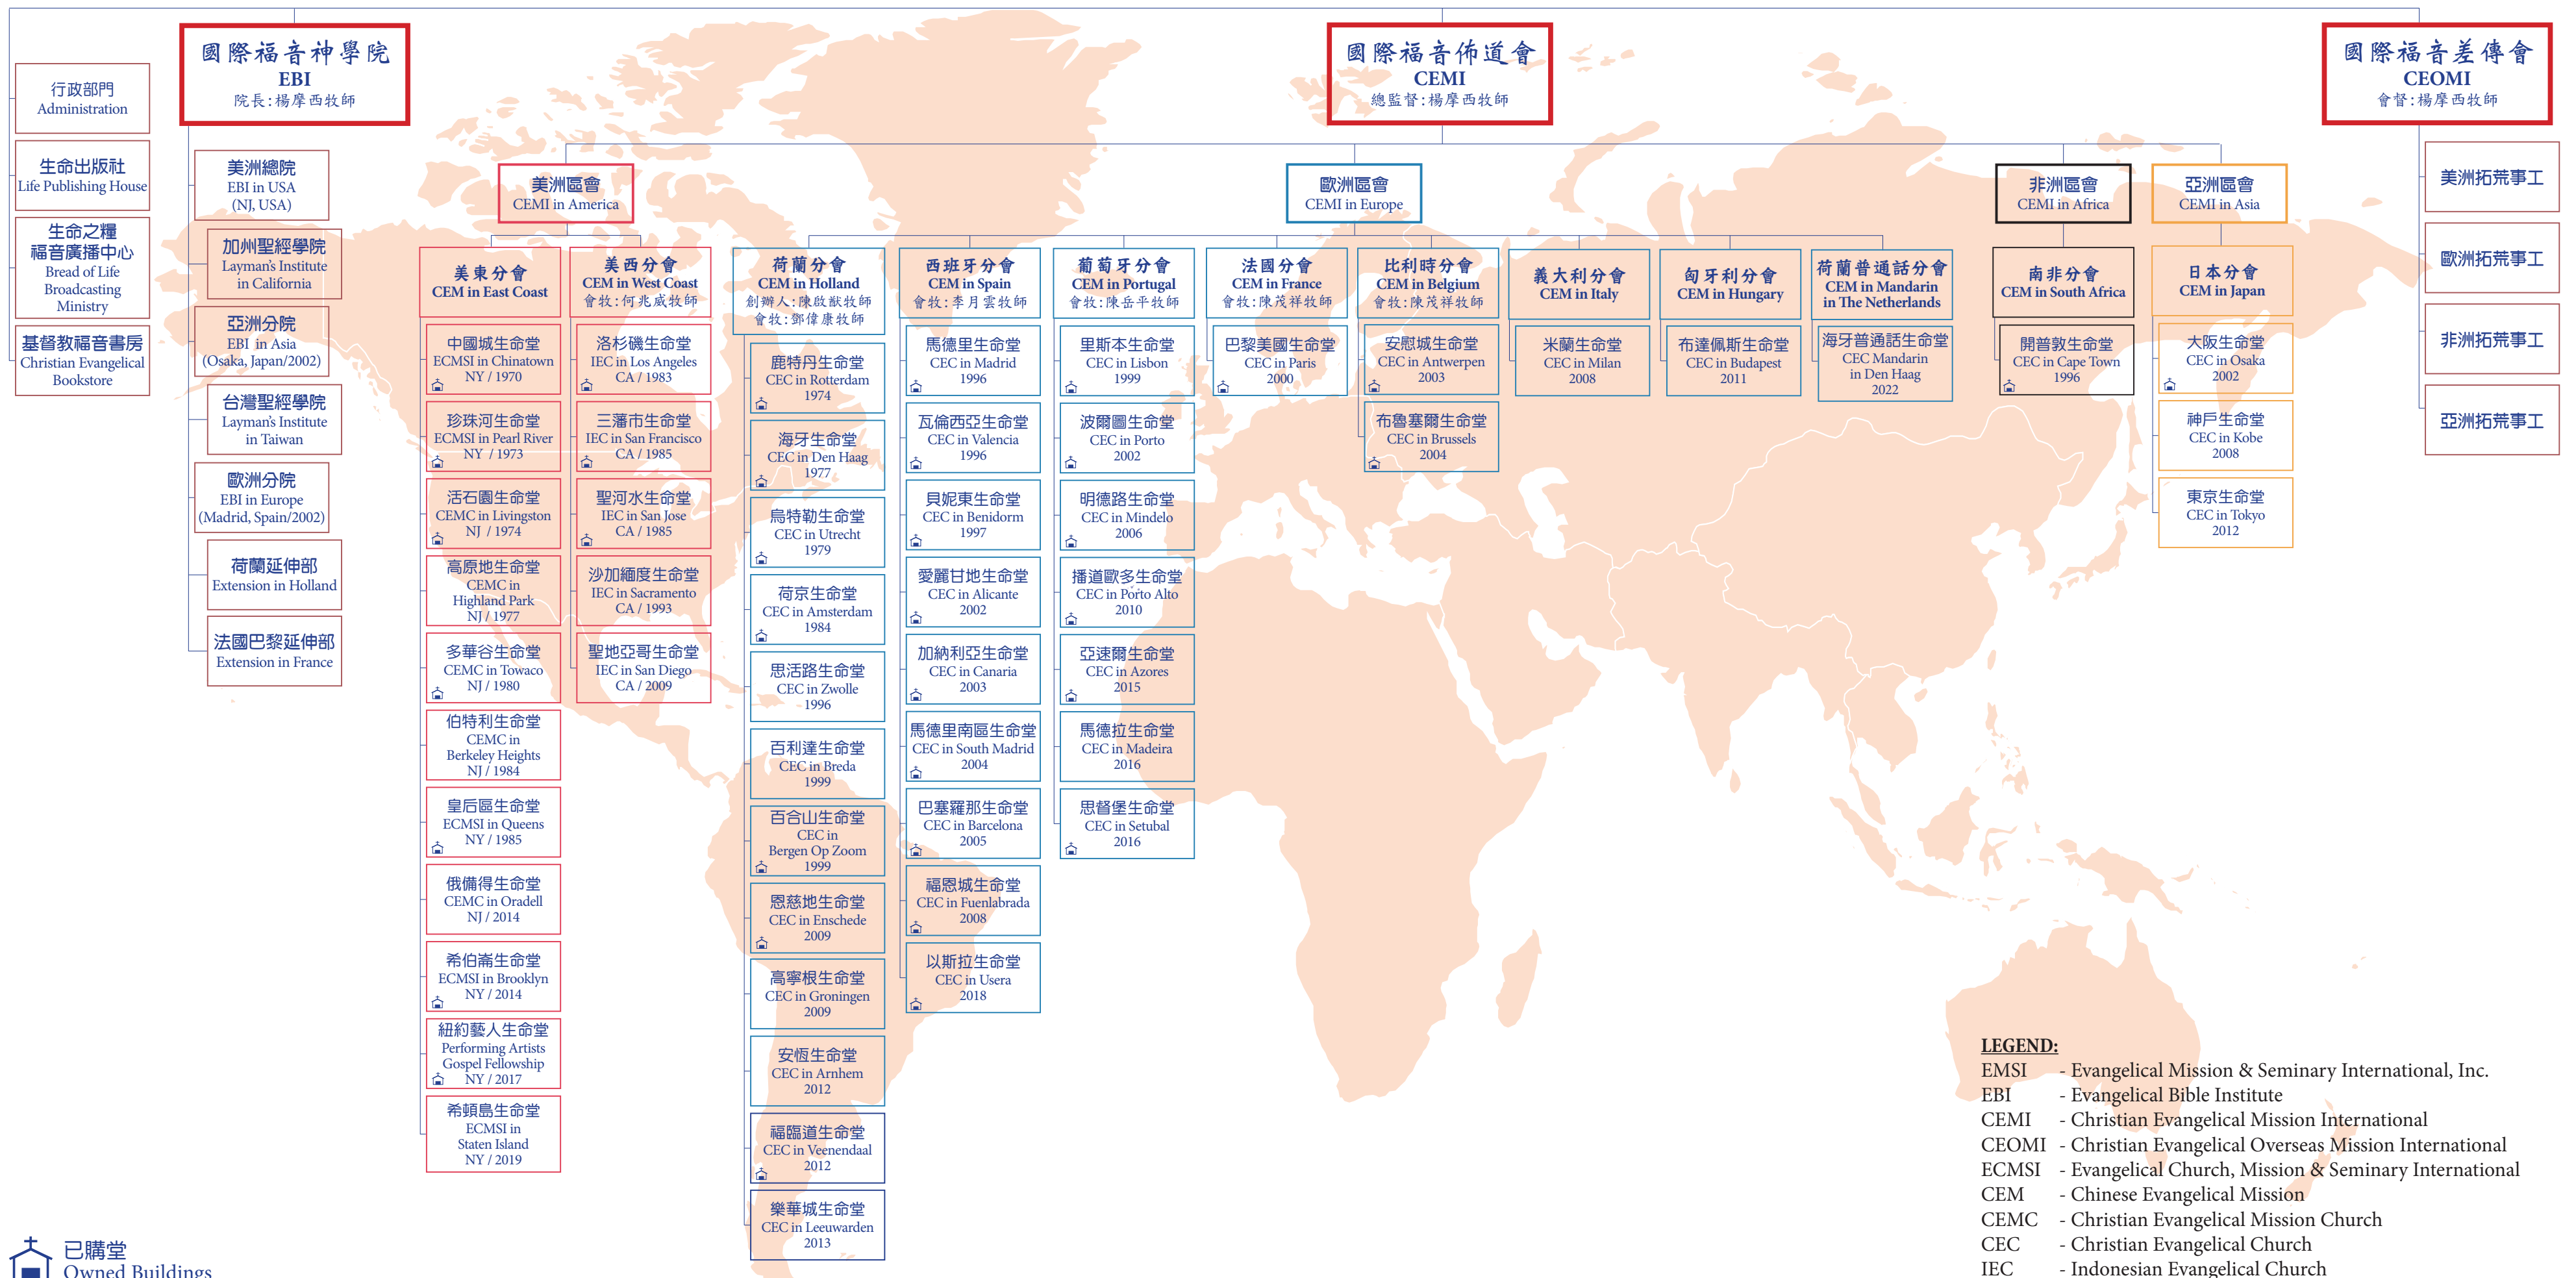 國際福音神學院
EBI
院長:楊摩西牧師
國際福音佈道會
CEMI
總監督:楊摩西牧師
國際福音差傳會
CEOMI
會督:楊摩西牧師
行政部門
Administration
生命出版社
Life Publishing House
生命之糧
福音廣播中心
Bread of Life
Broadcasting
Ministry
基督教福音書房
Christian Evangelical
Bookstore
美洲總院
EBI in USA
(NJ, USA)
加州聖經學院
Layman's Institute
in California
亞洲分院
EBI in Asia
(Osaka, Japan/2002)
台灣聖經學院
Layman's Institute
in Taiwan
歐洲分院
EBI in Europe
(Madrid, Spain/2002)
荷蘭延伸部
Extension in Holland
法國巴黎延伸部
Extension in France
美洲區會
CEMI in America
美東分會
CEM in East Coast
中國城生命堂
ECMSI in Chinatown
NY / 1970
珍珠河生命堂
ECMSI in Pearl River
NY / 1973
活石園生命堂
CEMC in Livingston
NJ / 1974
高原地生命堂
CEMC in
Highland Park
NJ / 1977
多華谷生命堂
CEMC in Towaco
NJ / 1980
伯特利生命堂
CEMC in
Berkeley Heights
NJ / 1984
皇后區生命堂
ECMSI in Queens
NY / 1985
俄備得生命堂
CEMC in Oradell
NJ / 2014
希伯崙生命堂
ECMSI in Brooklyn
NY / 2014
紐約藝人生命堂
Performing Artists
Gospel Fellowship
NY / 2017
希頓島生命堂
ECMSI in
Staten Island
NY / 2019
美西分會
CEM in West Coast
會牧:何兆威牧師
洛杉磯生命堂
IEC in Los Angeles
CA / 1983
三藩市生命堂
IEC in San Francisco
CA / 1985
聖河水生命堂
IEC in San Jose
CA / 1985
沙加緬度生命堂
IEC in Sacramento
CA / 1993
聖地亞哥生命堂
IEC in San Diego
CA / 2009
歐洲區會
CEMI in Europe
荷蘭分會
CEM in Holland
創辦人:陳啟猷牧師
會牧:鄧偉康牧師
鹿特丹生命堂
CEC in Rotterdam
1974
海牙生命堂
CEC in Den Haag
1977
烏特勒生命堂
CEC in Utrecht
1979
荷京生命堂
CEC in Amsterdam
1984
思活路生命堂
CEC in Zwolle
1996
百利達生命堂
CEC in Breda
1999
百合山生命堂
CEC in
Bergen Op Zoom
1999
恩慈地生命堂
CEC in Enschede
2009
高寧根生命堂
CEC in Groningen
2009
安恆生命堂
CEC in Arnhem
2012
福臨道生命堂
CEC in Veenendaal
2012
樂華城生命堂
CEC in Leeuwarden
2013
西班牙分會
CEM in Spain
會牧:李月雲牧師
馬德里生命堂
CEC in Madrid
1996
瓦倫西亞生命堂
CEC in Valencia
1996
貝妮東生命堂
CEC in Benidorm
1997
愛麗甘地生命堂
CEC in Alicante
2002
加納利亞生命堂
CEC in Canaria
2003
馬德里南區生命堂
CEC in South Madrid
2004
巴塞羅那生命堂
CEC in Barcelona
2005
福恩城生命堂
CEC in Fuenlabrada
2008
以斯拉生命堂
CEC in Usera
2018
葡萄牙分會
CEM in Portugal
會牧:陳岳平牧師
里斯本生命堂
CEC in Lisbon
1999
波爾圖生命堂
CEC in Porto
2002
明德路生命堂
CEC in Mindelo
2006
播道歐多生命堂
CEC in Porto Alto
2010
亞速爾生命堂
CEC in Azores
2015
馬德拉生命堂
CEC in Madeira
2016
思督堡生命堂
CEC in Setubal
2016
法國分會
CEM in France
會牧:陳茂祥牧師
巴黎美國生命堂
CEC in Paris
2000
比利時分會
CEM in Belgium
會牧:陳茂祥牧師
安慰城生命堂
CEC in Antwerpen
2003
布魯塞爾生命堂
CEC in Brussels
2004
義大利分會
CEM in Italy
米蘭生命堂
CEC in Milan
2008
匈牙利分會
CEM in Hungary
布達佩斯生命堂
CEC in Budapest
2011
荷蘭普通話分會
CEM in Mandarin
in The Netherlands
海牙普通話生命堂
CEC Mandarin
in Den Haag
2022
非洲區會
CEMI in Africa
南非分會
CEM in South Africa
開普敦生命堂
CEC in Cape Town
1996
亞洲區會
CEMI in Asia
日本分會
CEM in Japan
大阪生命堂
CEC in Osaka
2002
神戶生命堂
CEC in Kobe
2008
東京生命堂
CEC in Tokyo
2012
美洲拓荒事工
歐洲拓荒事工
非洲拓荒事工
亞洲拓荒事工
LEGEND:
EMSI - Evangelical Mission & Seminary International, Inc.
EBI - Evangelical Bible Institute
CEMI - Christian Evangelical Mission International
CEOMI - Christian Evangelical Overseas Mission International
ECMSI - Evangelical Church, Mission & Seminary International
CEM - Chinese Evangelical Mission
CEMC - Christian Evangelical Mission Church
CEC - Christian Evangelical Church
IEC - Indonesian Evangelical Church
已購堂
Owned Buildings